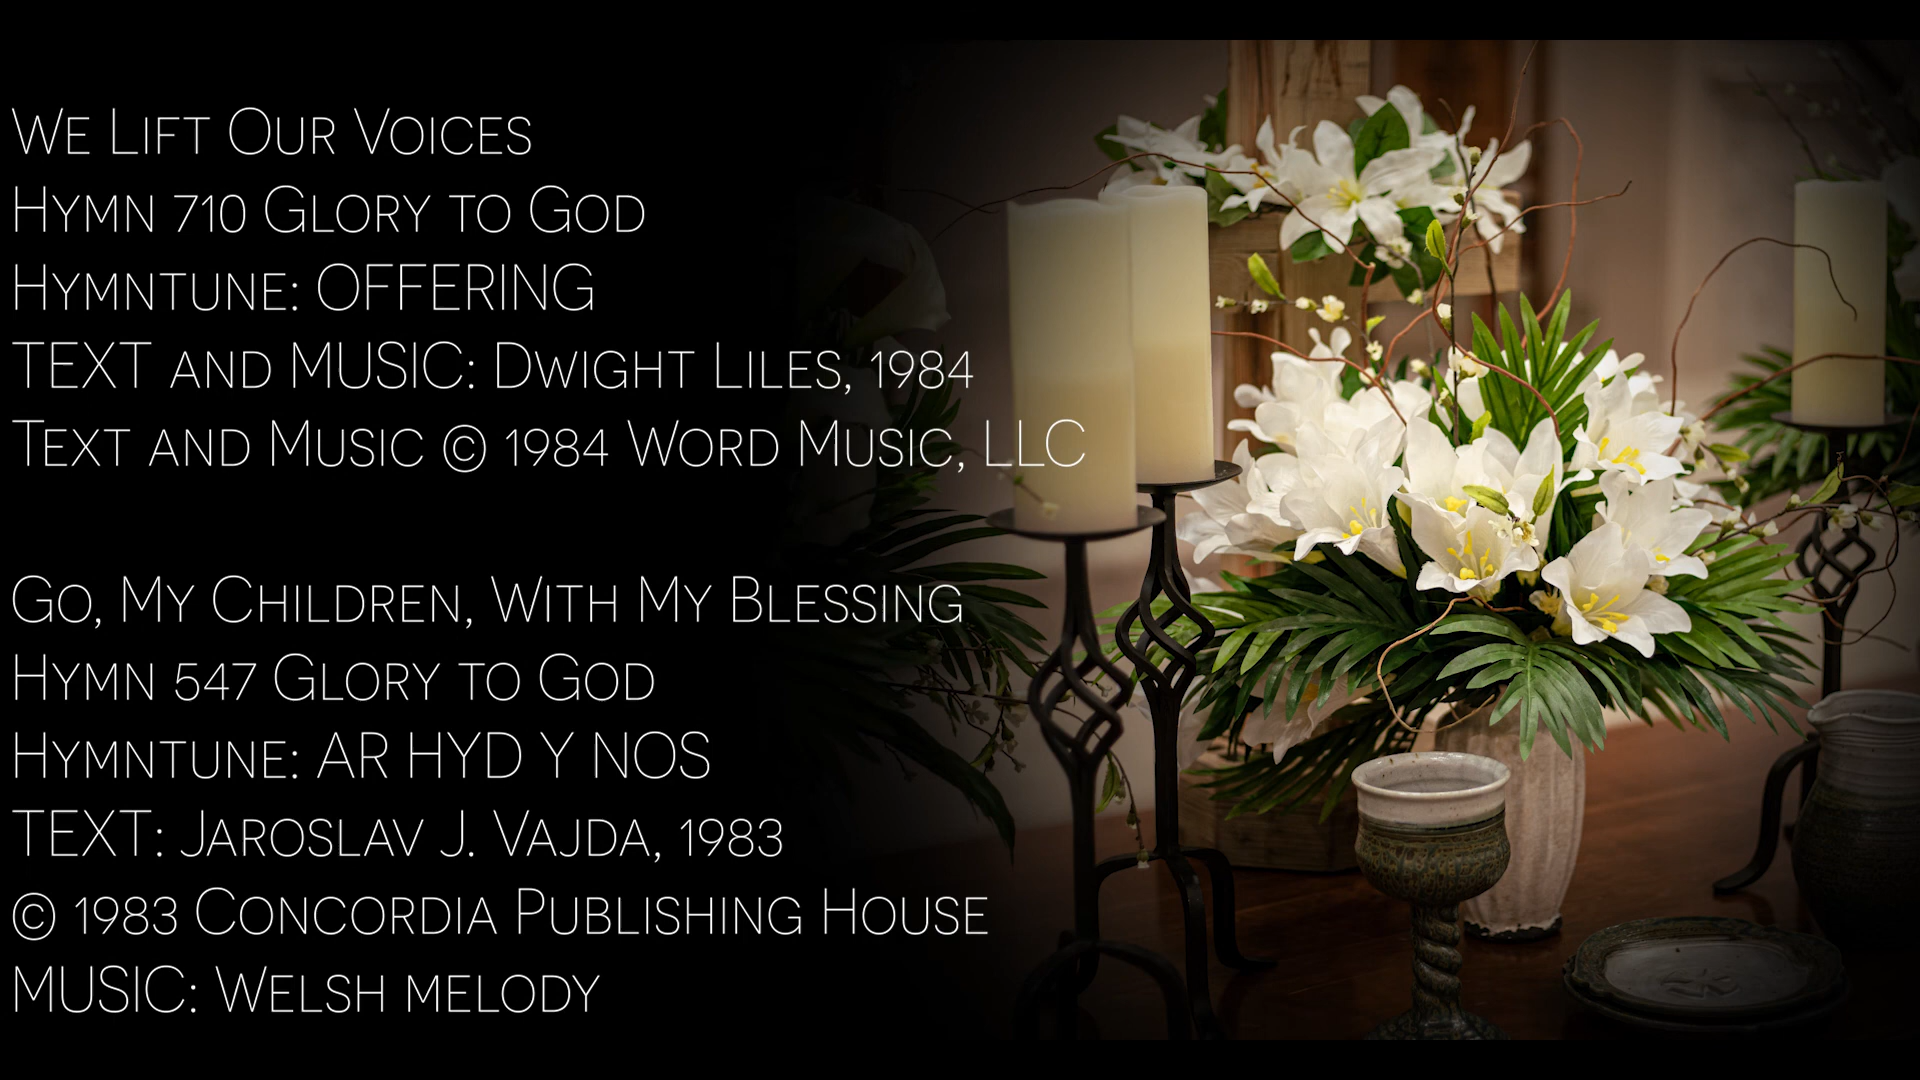 We Lift Our Voices
Hymn 710 Glory to God
Hymntune: OFFERING
TEXT and MUSIC: Dwight Liles, 1984
Text and Music © 1984 Word Music, LLC

Go, My Children, With My Blessing
Hymn 547 Glory to God
Hymntune: AR HYD Y NOS
TEXT: Jaroslav J. Vajda, 1983
© 1983 Concordia Publishing House
MUSIC: Welsh melody